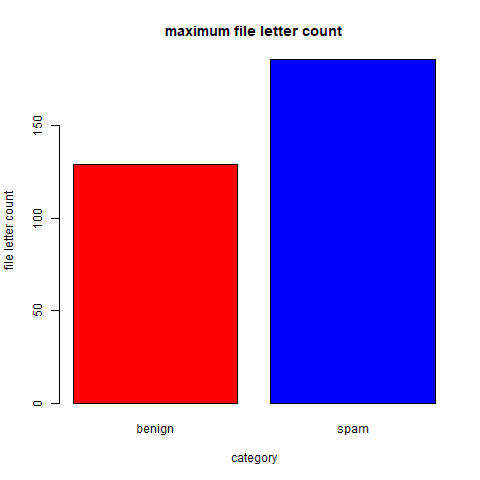 maximum file letter count
file letter count
150
100
50
0
benign
spam
category